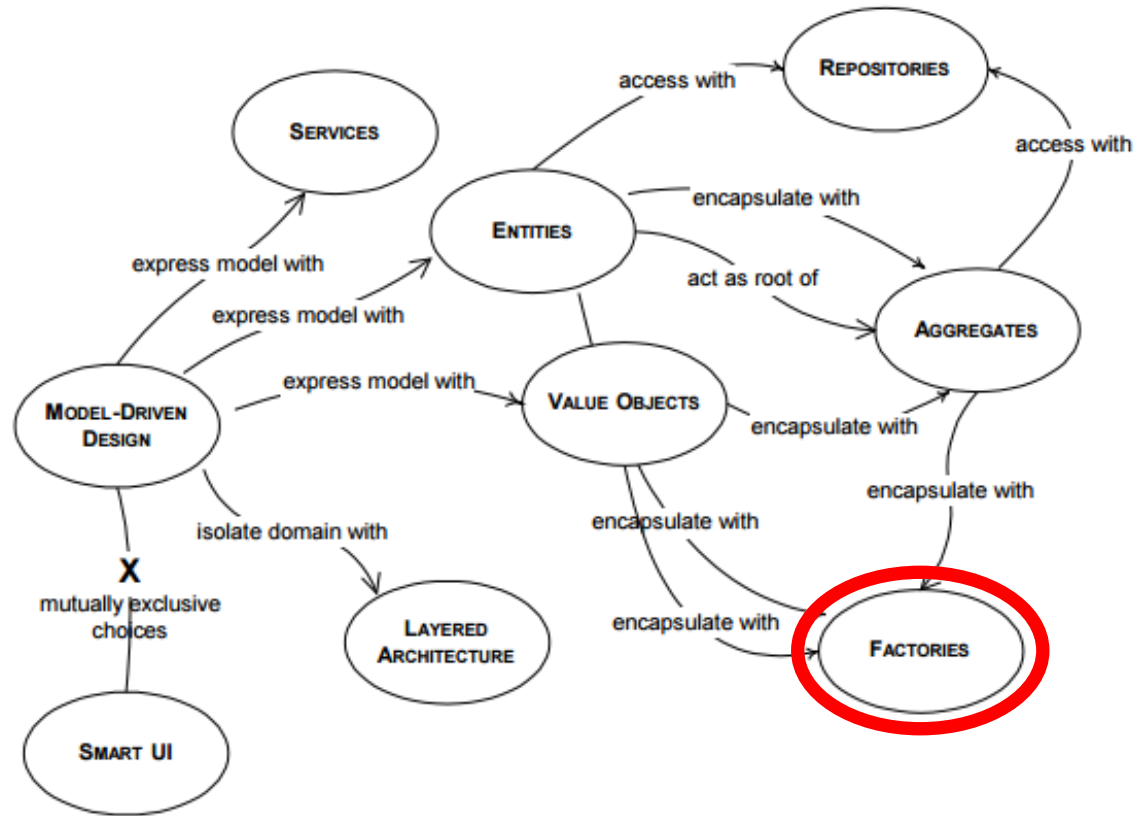 REPOSITORIES
access with
SERVICES
access with
encapsulate with
ENTITIES
express model with
act as root of
express model with
AGGREGATES
express model with
VALUE OBJECTS
MODEL-DRIVEN
DESIGN
encapsulate with
encapsulate with
encapsulate with
isolate domain with
X
mutually exclusive
choices
encapsulate with
LAYERED
ARCHITECTURE
FACTORIES
SMART UI